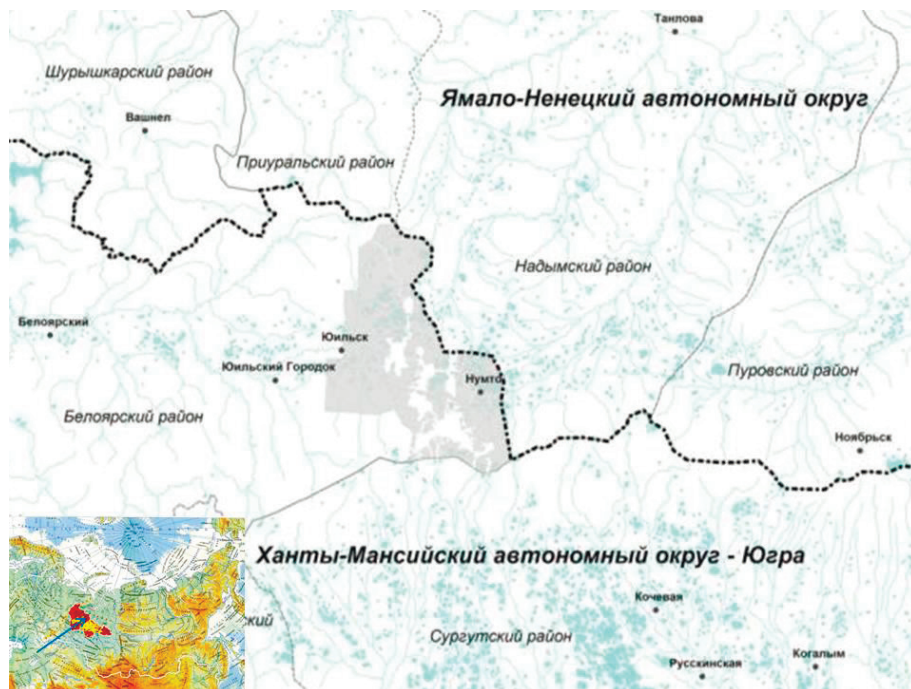 Танлова
Шурышкарский район
Ямало-Ненецкий автономный округ
Вашнел
Приуральский район
Надымский район
Белоярский
Юильск
Юильский Городок
Нумто
Пуровский район
Белоярский район
Ноябрьск
Ханты-Мансийский автономный округ - Югра
Кочевая
ский
Сургутский район
Русскинская
Когалым